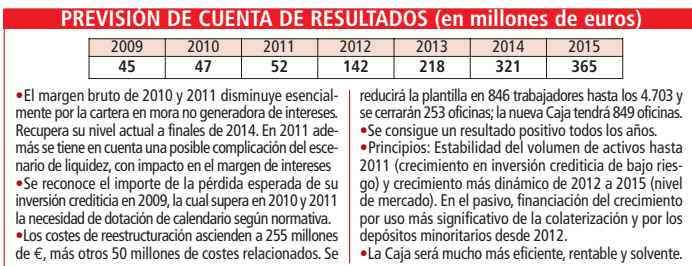 PREVISIÓN DE CUENTA DE RESULTADOS (en millones de euros)
2009 2010 2011 2012 2013 2014 2015
45 47 52 142 218 321 365
•El margen bruto de 2010 y 2011 disminuye esencial-
mente por la cartera en mora no generadora de intereses.
Recupera su nivel actual a finales de 2014. En 2011 ade-
más se tiene en cuenta una posible complicación del esce-
nario de liquidez, con impacto en el margen de intereses
•Se reconoce el importe de la pérdida esperada de su
inversión crediticia en 2009, la cual supera en 2010 y 2011
la necesidad de dotación de calendario según normativa.
•Los costes de reestructuración ascienden a 255 millones
de €, más otros 50 millones de costes relacionados. Se
reducirá la plantilla en 846 trabajadores hasta los 4.703 y
se cerrarán 253 oficinas; la nueva Caja tendrá 849 oficinas.
•Se consigue un resultado positivo todos los años.
•Principios: Estabilidad del volumen de activos hasta
2011 (crecimiento en inversión crediticia de bajo ries-
go) y crecimiento más dinámico de 2012 a 2015 (nivel
de mercado). En el pasivo, financiación del crecimiento
por uso más significativo de la colaterización y por los
depósitos minoritarios desde 2012.
•La Caja será mucho más eficiente, rentable y solvente.